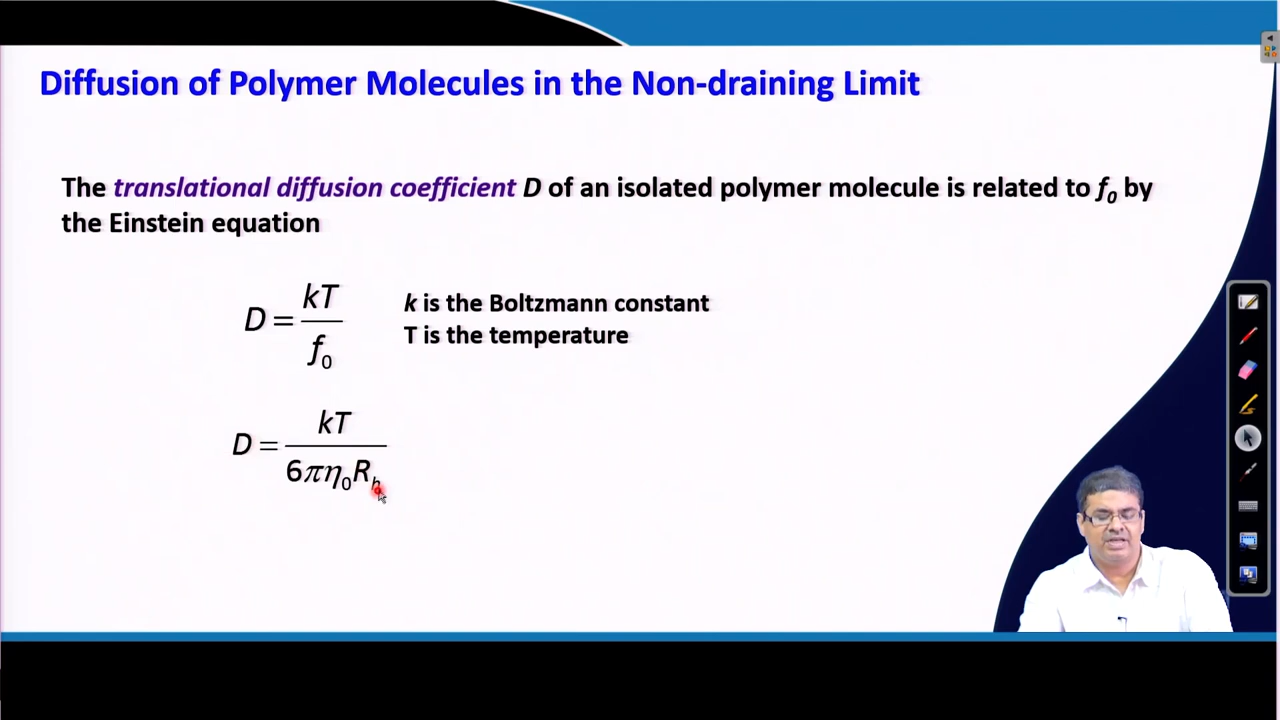 Diffusion of Polymer Molecules in the Non-draining Limit
The translational diffusion coefficient D of an isolated polymer molecule is related to f₀ by
the Einstein equation
D = kT / f₀
k is the Boltzmann constant
T is the temperature
D = kT / 6πη₀Rₕ